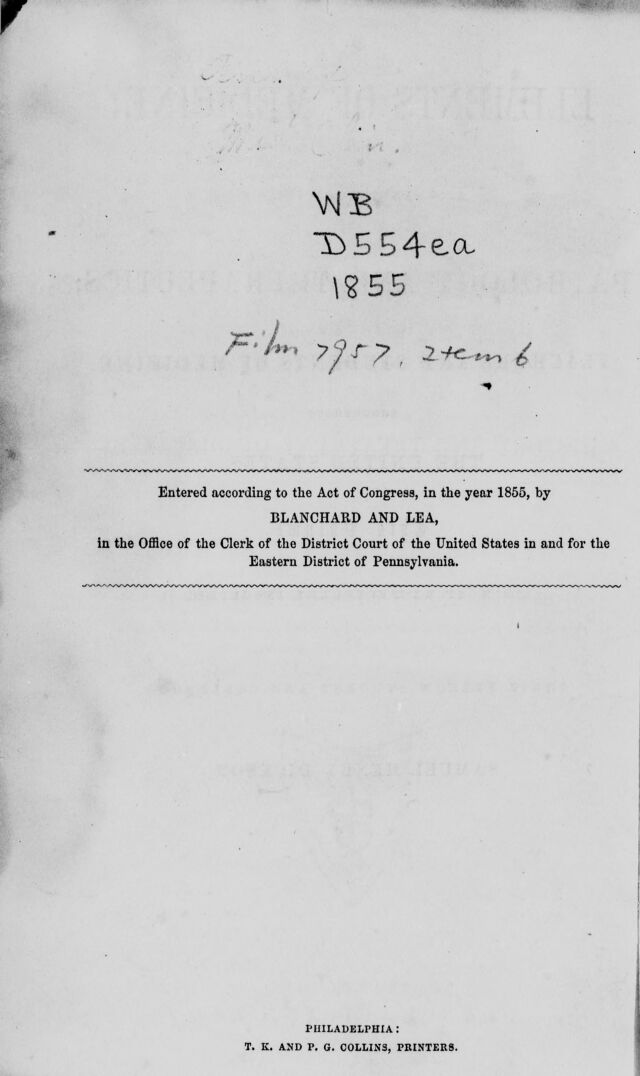 WB
D554ea
1855
Film 7957, item 6
Entered according to the Act of Congress, in the year 1855, by
BLANCHARD AND LEA,
in the Office of the Clerk of the District Court of the United States in and for the
Eastern District of Pennsylvania.
PHILADELPHIA:
T. K. AND P. G. COLLINS, PRINTERS.